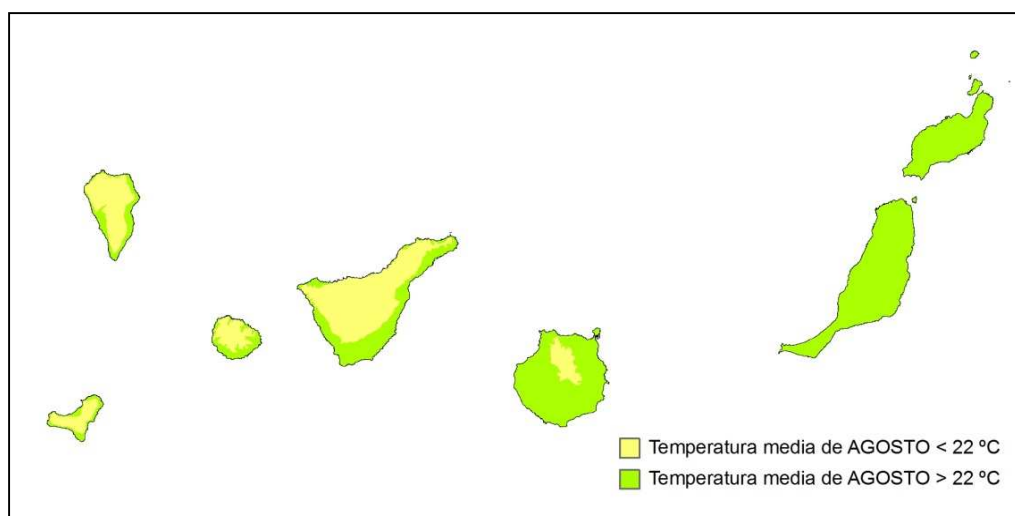 Temperatura media de AGOSTO < 22 ºC
Temperatura media de AGOSTO > 22 ºC